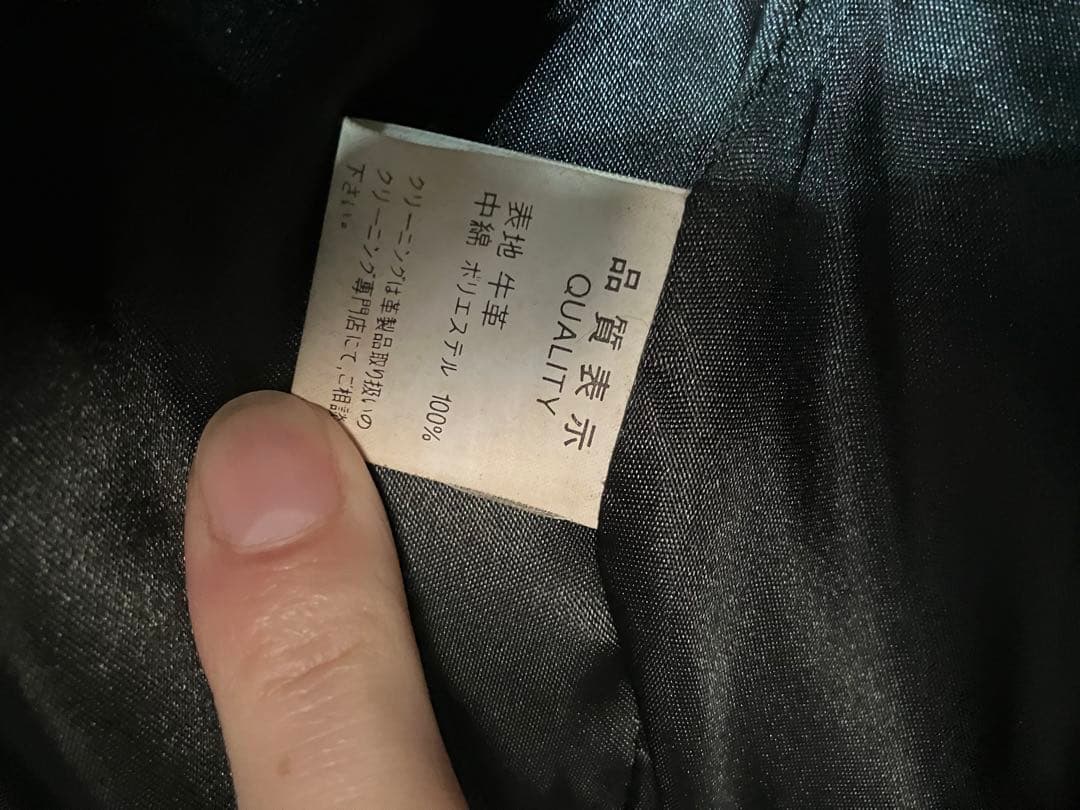 品質表示
QUALITY
表地 牛革
中綿 ポリエステル 100%
クリーニングは革製品取り扱いの
クリーニング専門店にて、ご相談
下さい。